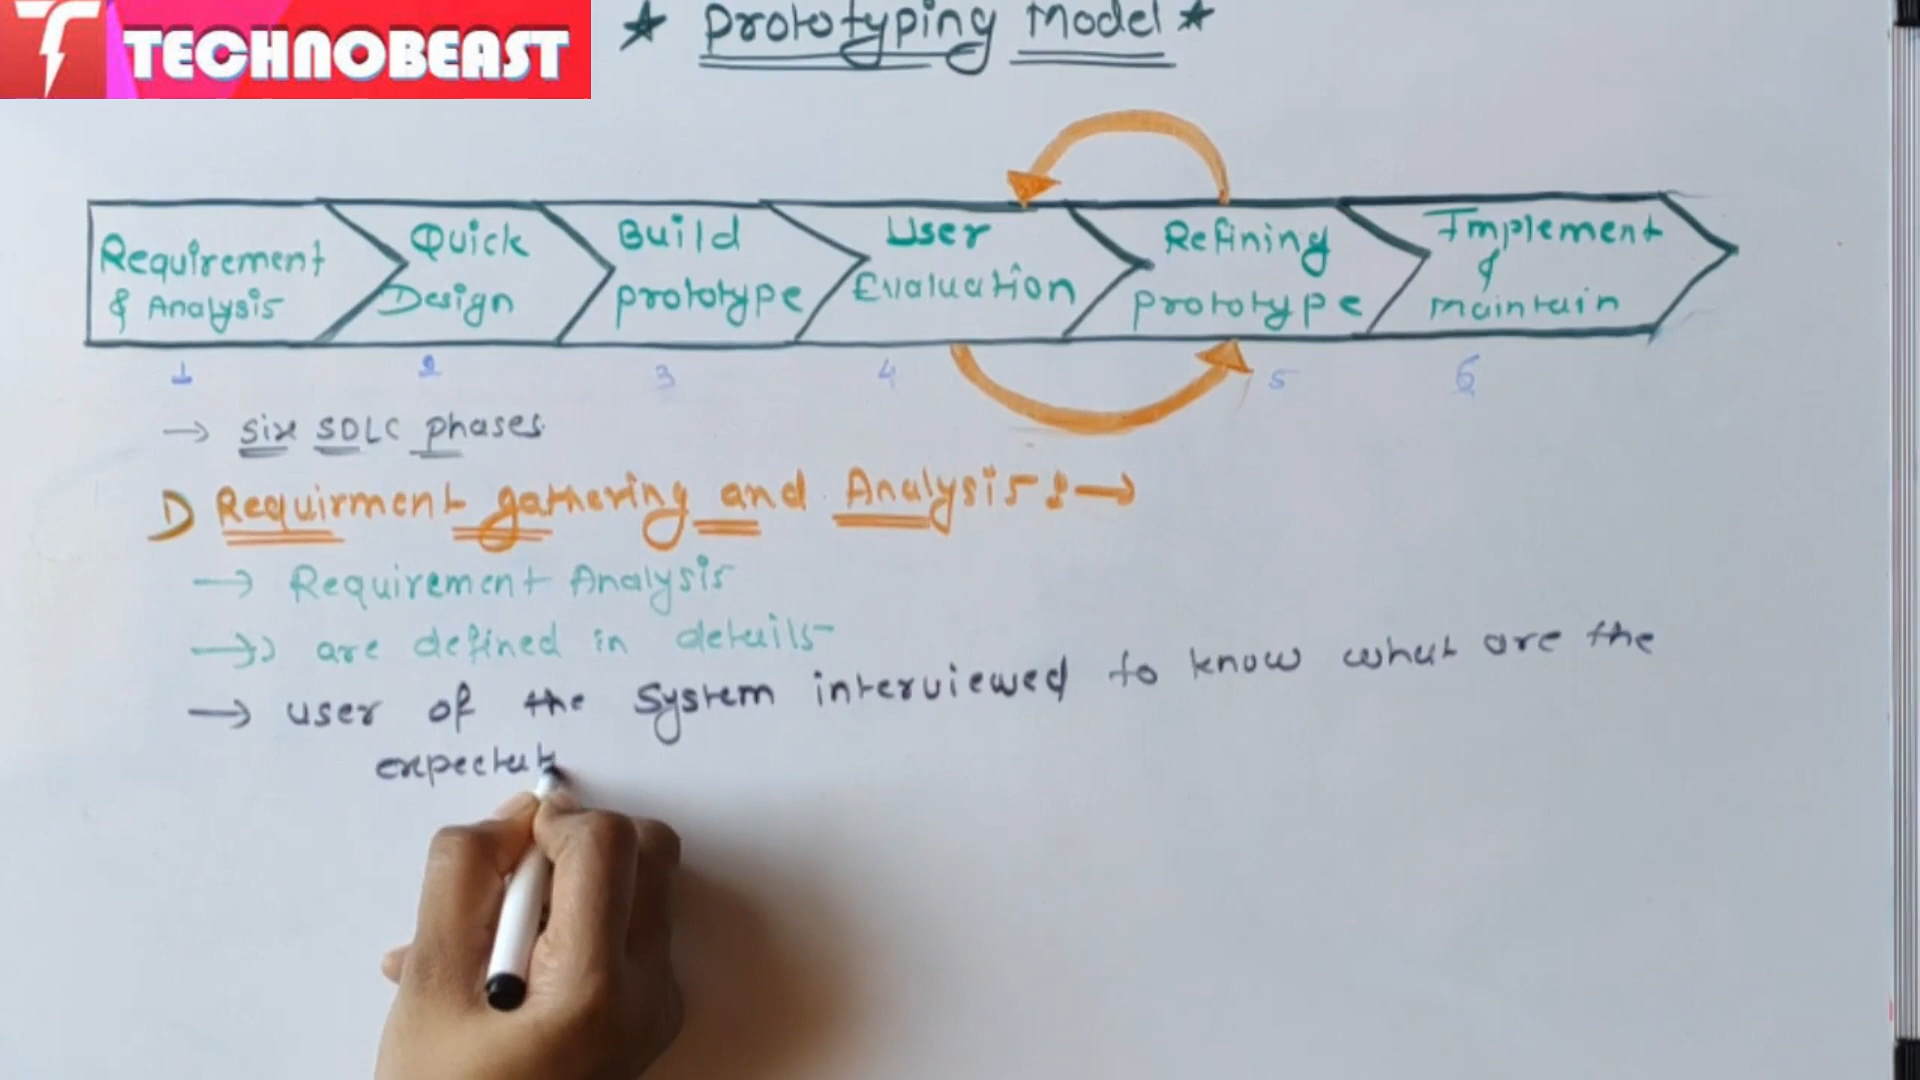 TECHNOBEAST
★ Prototyping Model ★
Requirement
& Analysis
Quick
Design
Build
prototype
User
Evaluation
Refining
prototype
Implement
&
maintain
1 2 3 4 5 6
→ six SDLC phases.
1) Requirment gathering and Analysis :→
→ Requirement Analysis
→ are defined in details
→ user of the system interviewed to know what are the
expectat